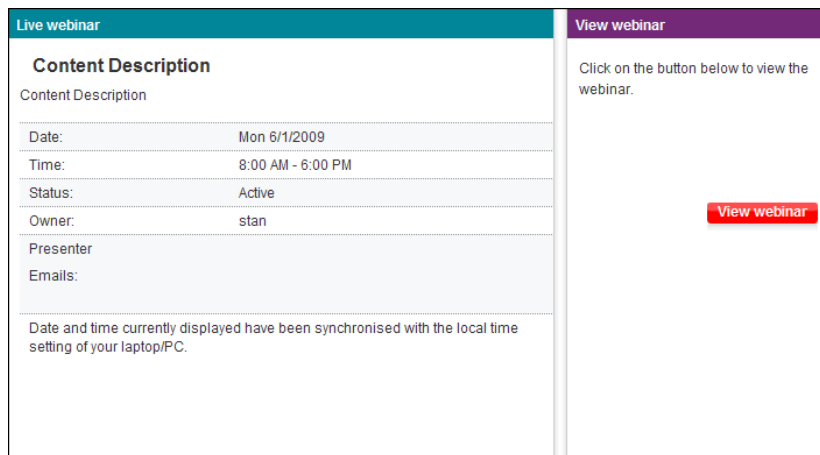 Live webinar
Content Description
Content Description
Date: Mon 6/1/2009
Time: 8:00 AM - 6:00 PM
Status: Active
Owner: stan
Presenter
Emails:
Date and time currently displayed have been synchronised with the local time
setting of your laptop/PC.
View webinar
Click on the button below to view the
webinar.
View webinar